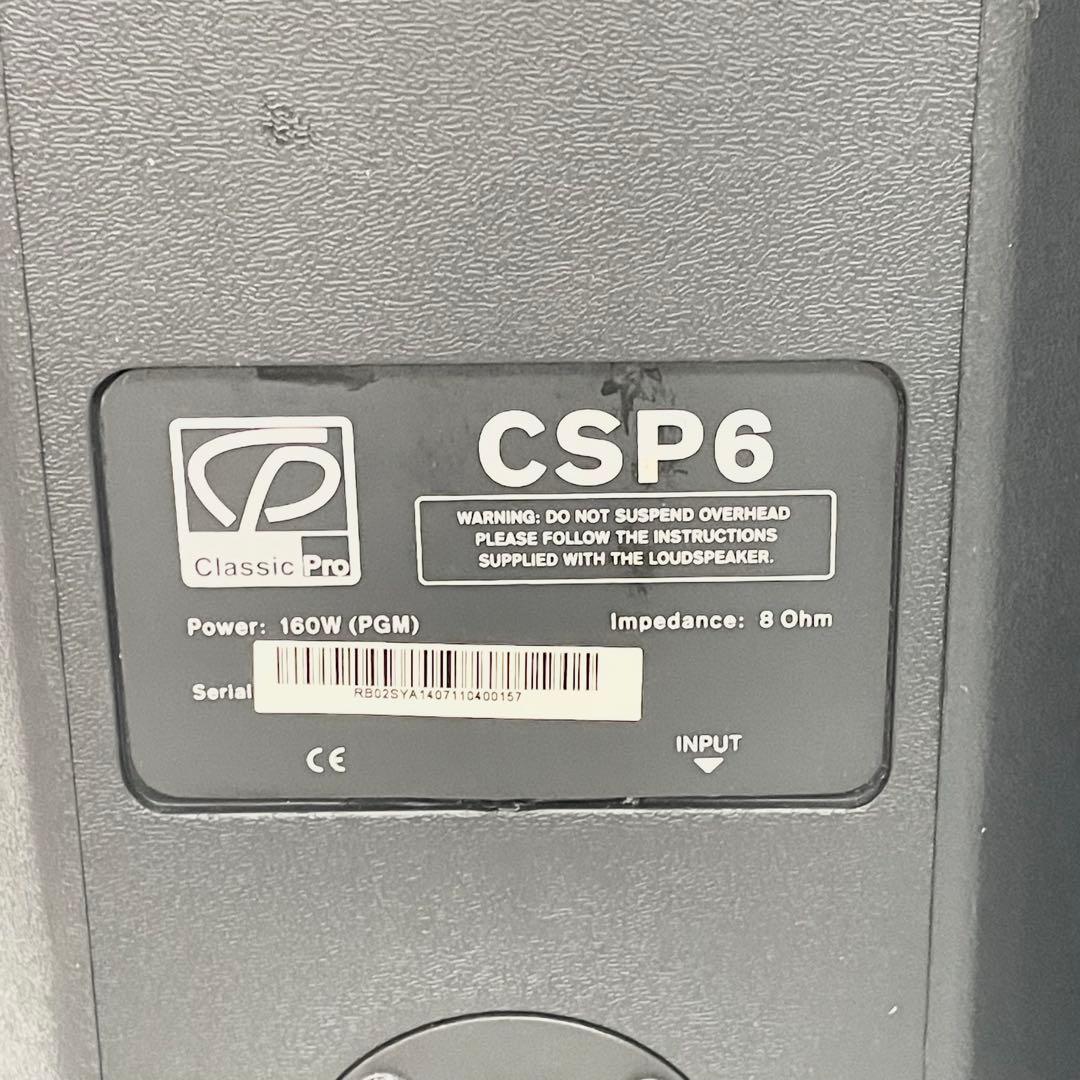 CP
Classic Pro
CSP6
WARNING: DO NOT SUSPEND OVERHEAD
PLEASE FOLLOW THE INSTRUCTIONS
SUPPLIED WITH THE LOUDSPEAKER.
Power: 160W (PGM)
Impedance: 8 Ohm
Serial
RB02SYA1407110400157
CE
INPUT